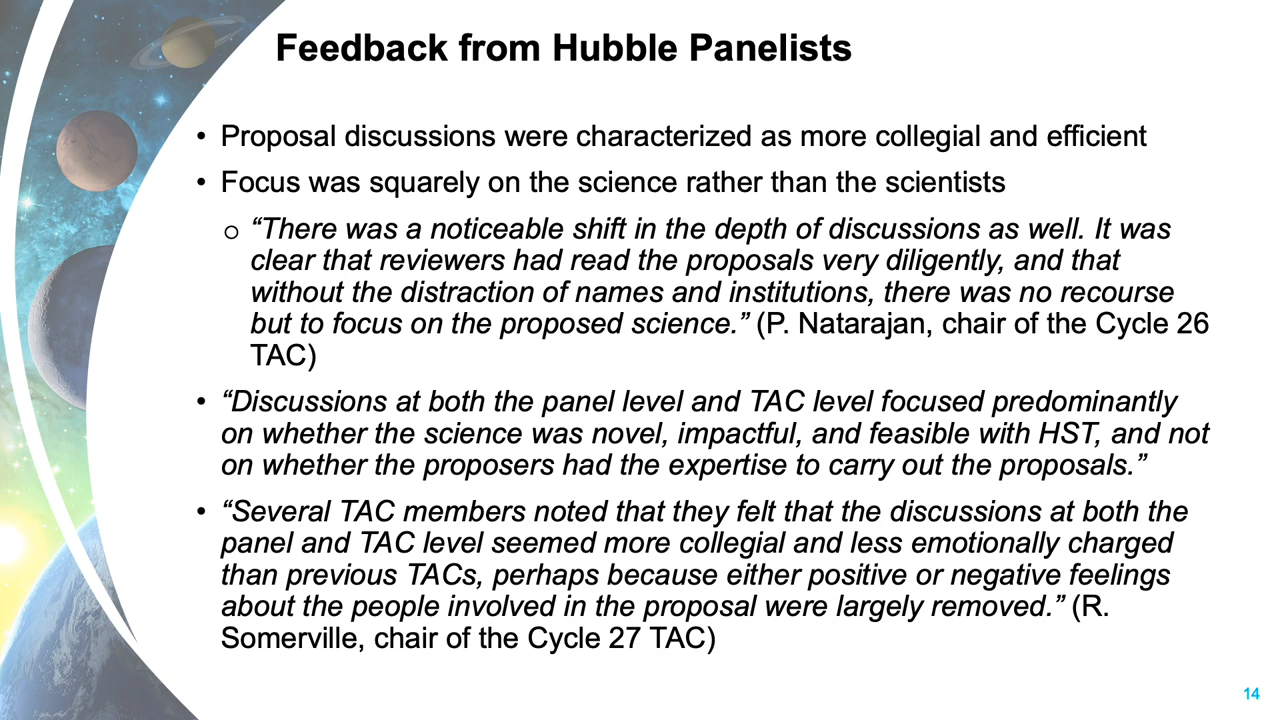 Feedback from Hubble Panelists
• Proposal discussions were characterized as more collegial and efficient
• Focus was squarely on the science rather than the scientists
o “There was a noticeable shift in the depth of discussions as well. It was
clear that reviewers had read the proposals very diligently, and that
without the distraction of names and institutions, there was no recourse
but to focus on the proposed science.” (P. Natarajan, chair of the Cycle 26
TAC)
• “Discussions at both the panel level and TAC level focused predominantly
on whether the science was novel, impactful, and feasible with HST, and not
on whether the proposers had the expertise to carry out the proposals.”
• “Several TAC members noted that they felt that the discussions at both the
panel and TAC level seemed more collegial and less emotionally charged
than previous TACs, perhaps because either positive or negative feelings
about the people involved in the proposal were largely removed.” (R.
Somerville, chair of the Cycle 27 TAC)
14